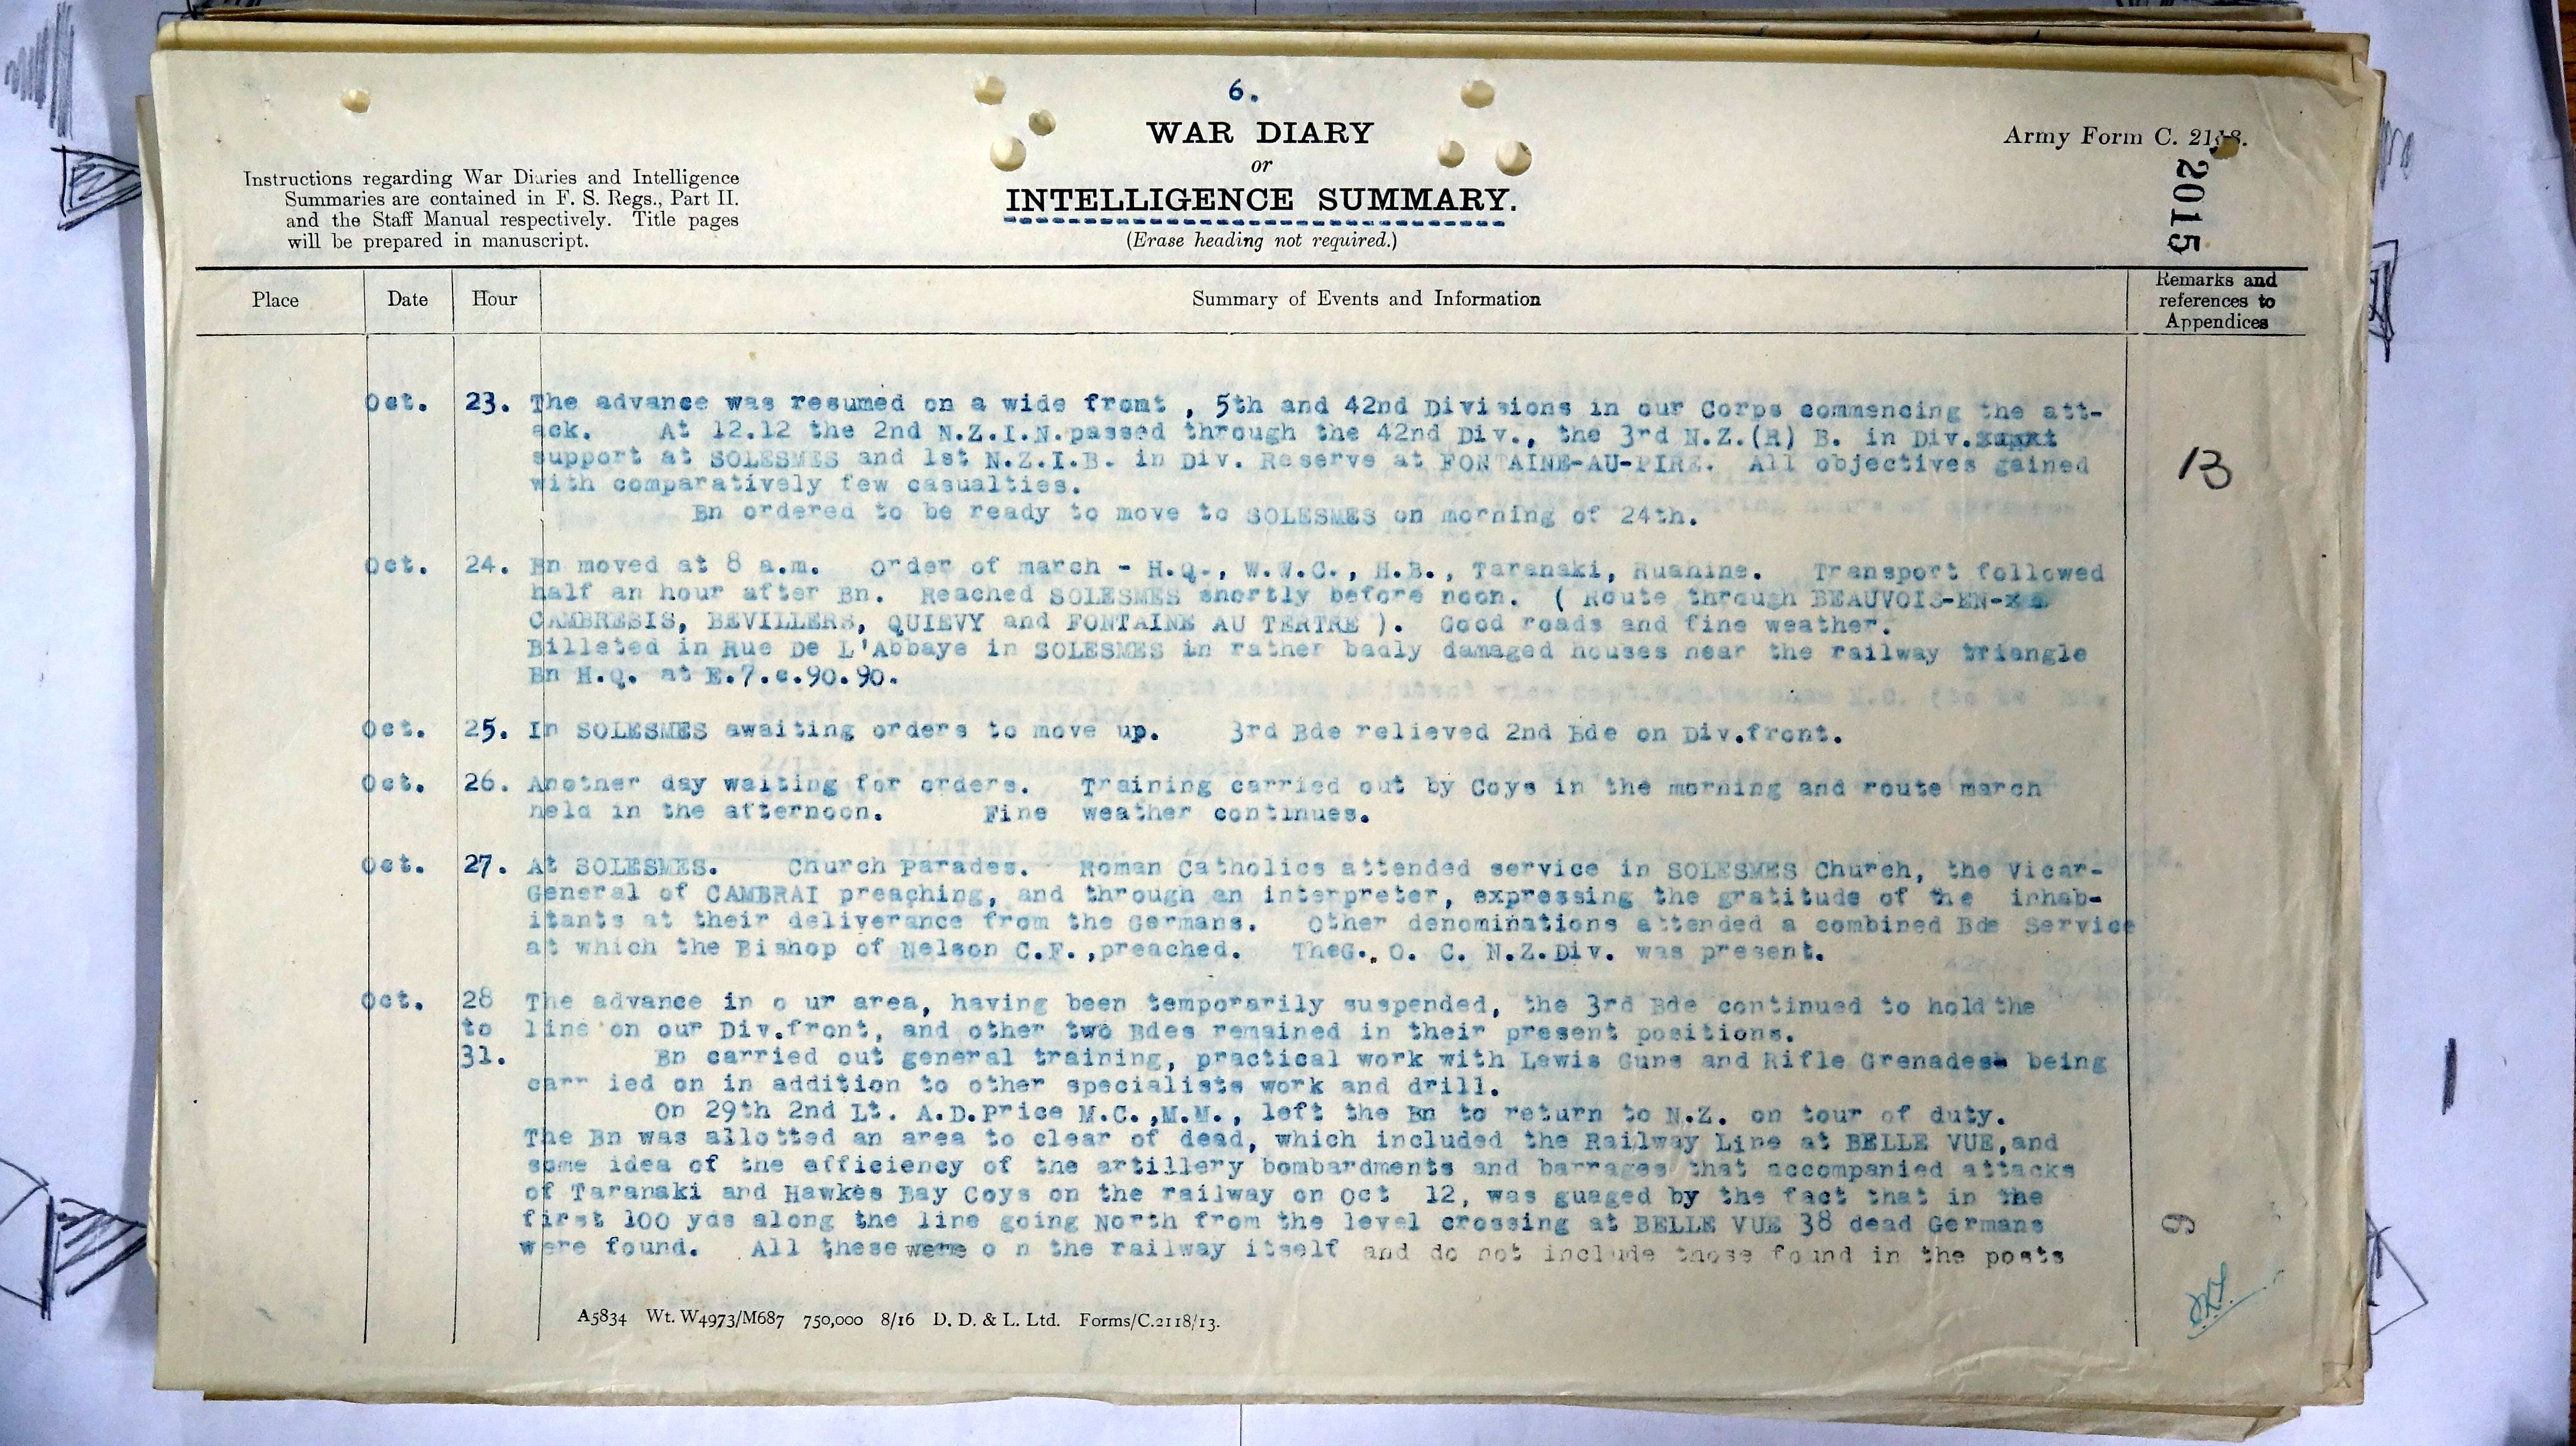 6.
WAR DIARY
or
INTELLIGENCE SUMMARY.
(Erase heading not required.)
Army Form C. 2118.
2015
Instructions regarding War Diaries and Intelligence
Summaries are contained in F. S. Regs., Part II.
and the Staff Manual respectively. Title pages
will be prepared in manuscript.
Place Date Hour Summary of Events and Information Remarks and
references to
Appendices
Oct. 23. The advance was resumed on a wide front , 5th and 42nd Divisions in our Corps commencing the att-
ack. At 12.12 the 2nd N.Z.I.N.passed through the 42nd Div., the 3rd N.Z.(R) B. in Div.
support at SOLESMES and 1st N.Z.I.B. in Div. Reserve at FONTAINE-AU-PIRE. All objectives gained
with comparatively few casualties.
13
Bn ordered to be ready to move to SOLESMES on morning of 24th.
Oct. 24. Bn moved at 8 a.m. Order of march - H.Q., W.W.C., H.B., Taranaki, Ruahine. Transport followed
half an hour after Bn. Reached SOLESMES shortly before noon. ( Route through BEAUVOIS-EN-
CAMBRESIS, BEVILLERS, QUIEVY and FONTAINE AU TERTRE ). Good roads and fine weather.
Billeted in Rue De L'Abbaye in SOLESMES in rather badly damaged houses near the railway triangle
Bn H.Q. at E.7.c.90.90.
Oct. 25. In SOLESMES awaiting orders to move up. 3rd Bde relieved 2nd Bde on Div.front.
Oct. 26. Another day waiting for orders. Training carried out by Coys in the morning and route march
held in the afternoon. Fine weather continues.
Oct. 27. At SOLESMES. Church Parades. Roman Catholics attended service in SOLESMES Church, the Vicar-
General of CAMBRAI preaching, and through an interpreter, expressing the gratitude of the inhab-
itants at their deliverance from the Germans. Other denominations attended a combined Bde Service
at which the Bishop of Nelson C.F.,preached. TheG., O. C. N.Z.Div. was present.
Oct. 28 The advance in o ur area, having been temporarily suspended, the 3rd Bde continued to hold the
to line on our Div.front, and other two Bdes remained in their present positions.
31. Bn carried out general training, practical work with Lewis Guns and Rifle Grenades being
carr ied on in addition to other specialists work and drill.
On 29th 2nd Lt. A.D.Price M.C.,M.M., left the Bn to return to N.Z. on tour of duty.
The Bn was allotted an area to clear of dead, which included the Railway Line at BELLE VUE,and
some idea of the efficiency of the artillery bombardments and barrages that accompanied attacks
of Taranaki and Hawkes Bay Coys on the railway on Oct 12, was guaged by the fact that in the
first 100 yds along the line going North from the level crossing at BELLE VUE 38 dead Germans
were found. All these were o n the railway itself and do not include those found in the posts
A5834 Wt. W4973/M687 750,000 8/16 D. D. & L. Ltd. Forms/C.2118/13.